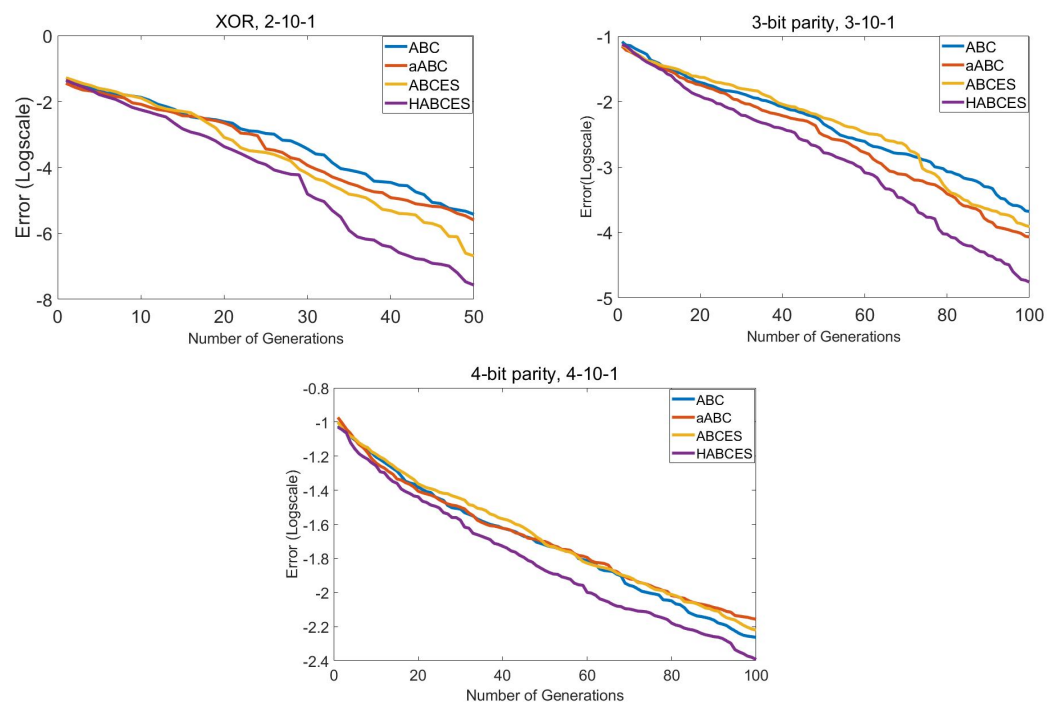 XOR, 2-10-1
0
-2
-4
-6
-8
Error (Logscale)
ABC
aABC
ABCES
HABCES
0 10 20 30 40 50
Number of Generations
3-bit parity, 3-10-1
-1
-2
-3
-4
-5
Error(Logscale)
ABC
aABC
ABCES
HABCES
0 20 40 60 80 100
Number of Generations
4-bit parity, 4-10-1
-0.8
-1
-1.2
-1.4
-1.6
-1.8
-2
-2.2
-2.4
Error (Logscale)
ABC
aABC
ABCES
HABCES
0 20 40 60 80 100
Number of Generations